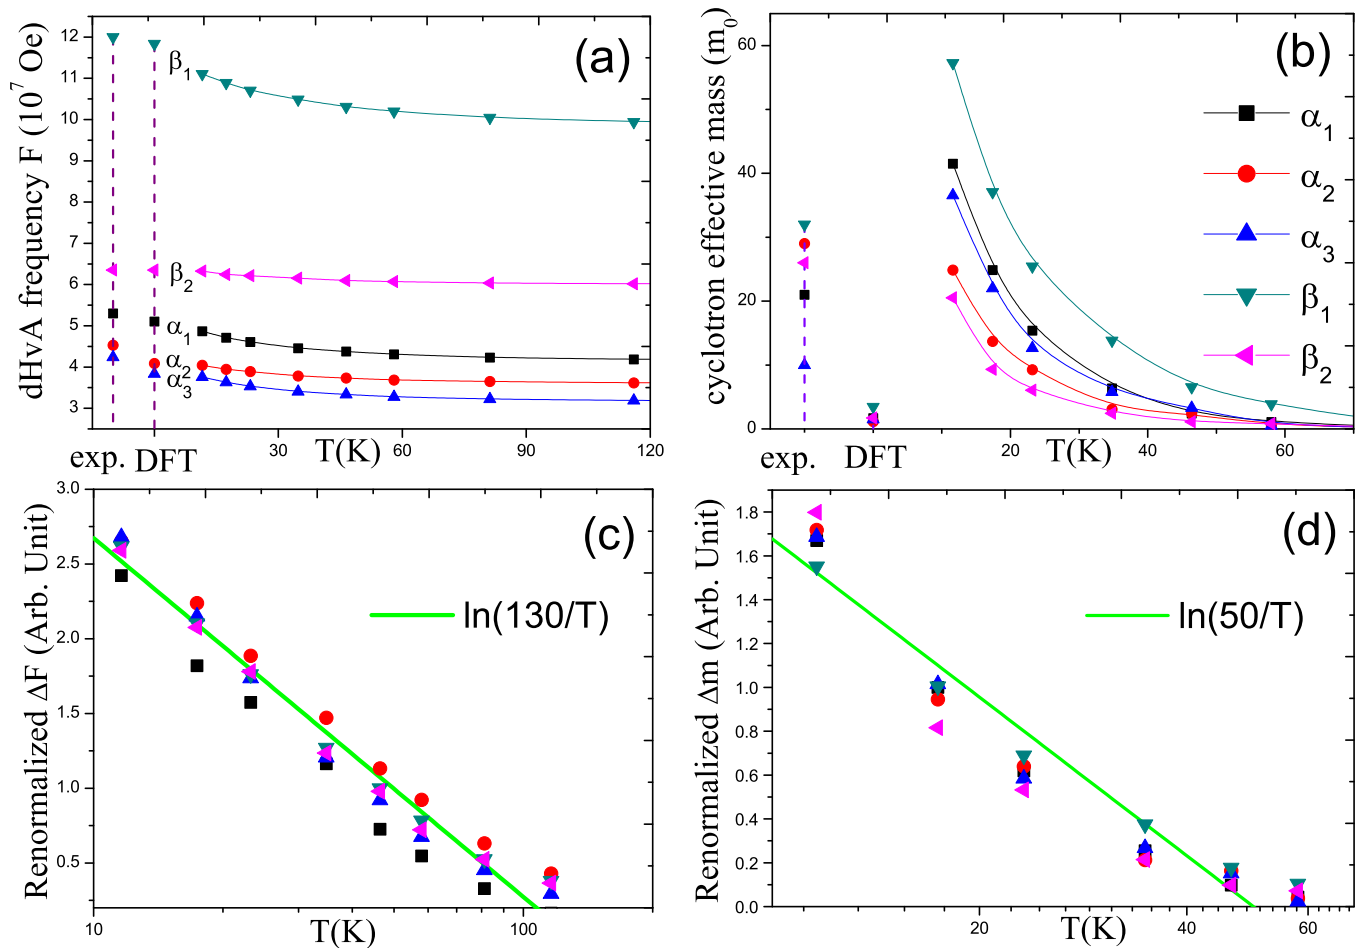 (a)
dHvA frequency F (10^7 Oe)
12
11
10
9
8
7
6
5
4
3
β1
β2
α1
α2
α3
exp. DFT
30
60
90
120
T(K)
(b)
cyclotron effective mass (m0)
60
40
20
0
α1
α2
α3
β1
β2
exp.
DFT
20
40
60
T(K)
(c)
Renormalized ΔF (Arb. Unit)
3.0
2.5
2.0
1.5
1.0
0.5
ln(130/T)
10
100
T(K)
(d)
Renormalized Δm (Arb. Unit)
1.8
1.6
1.4
1.2
1.0
0.8
0.6
0.4
0.2
0.0
ln(50/T)
20
40
60
T(K)